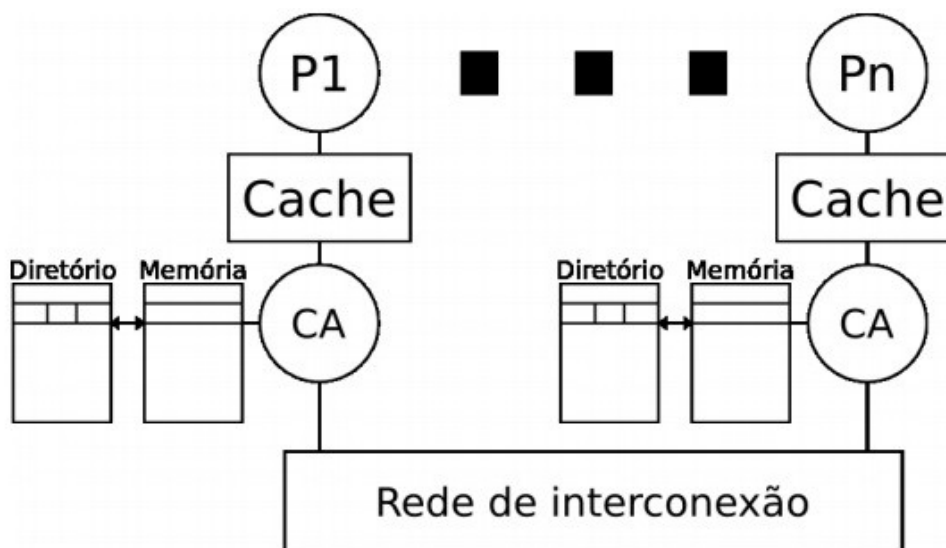 P1 Pn
Cache Cache
Diretório Memória Diretório Memória
CA CA
Rede de interconexão